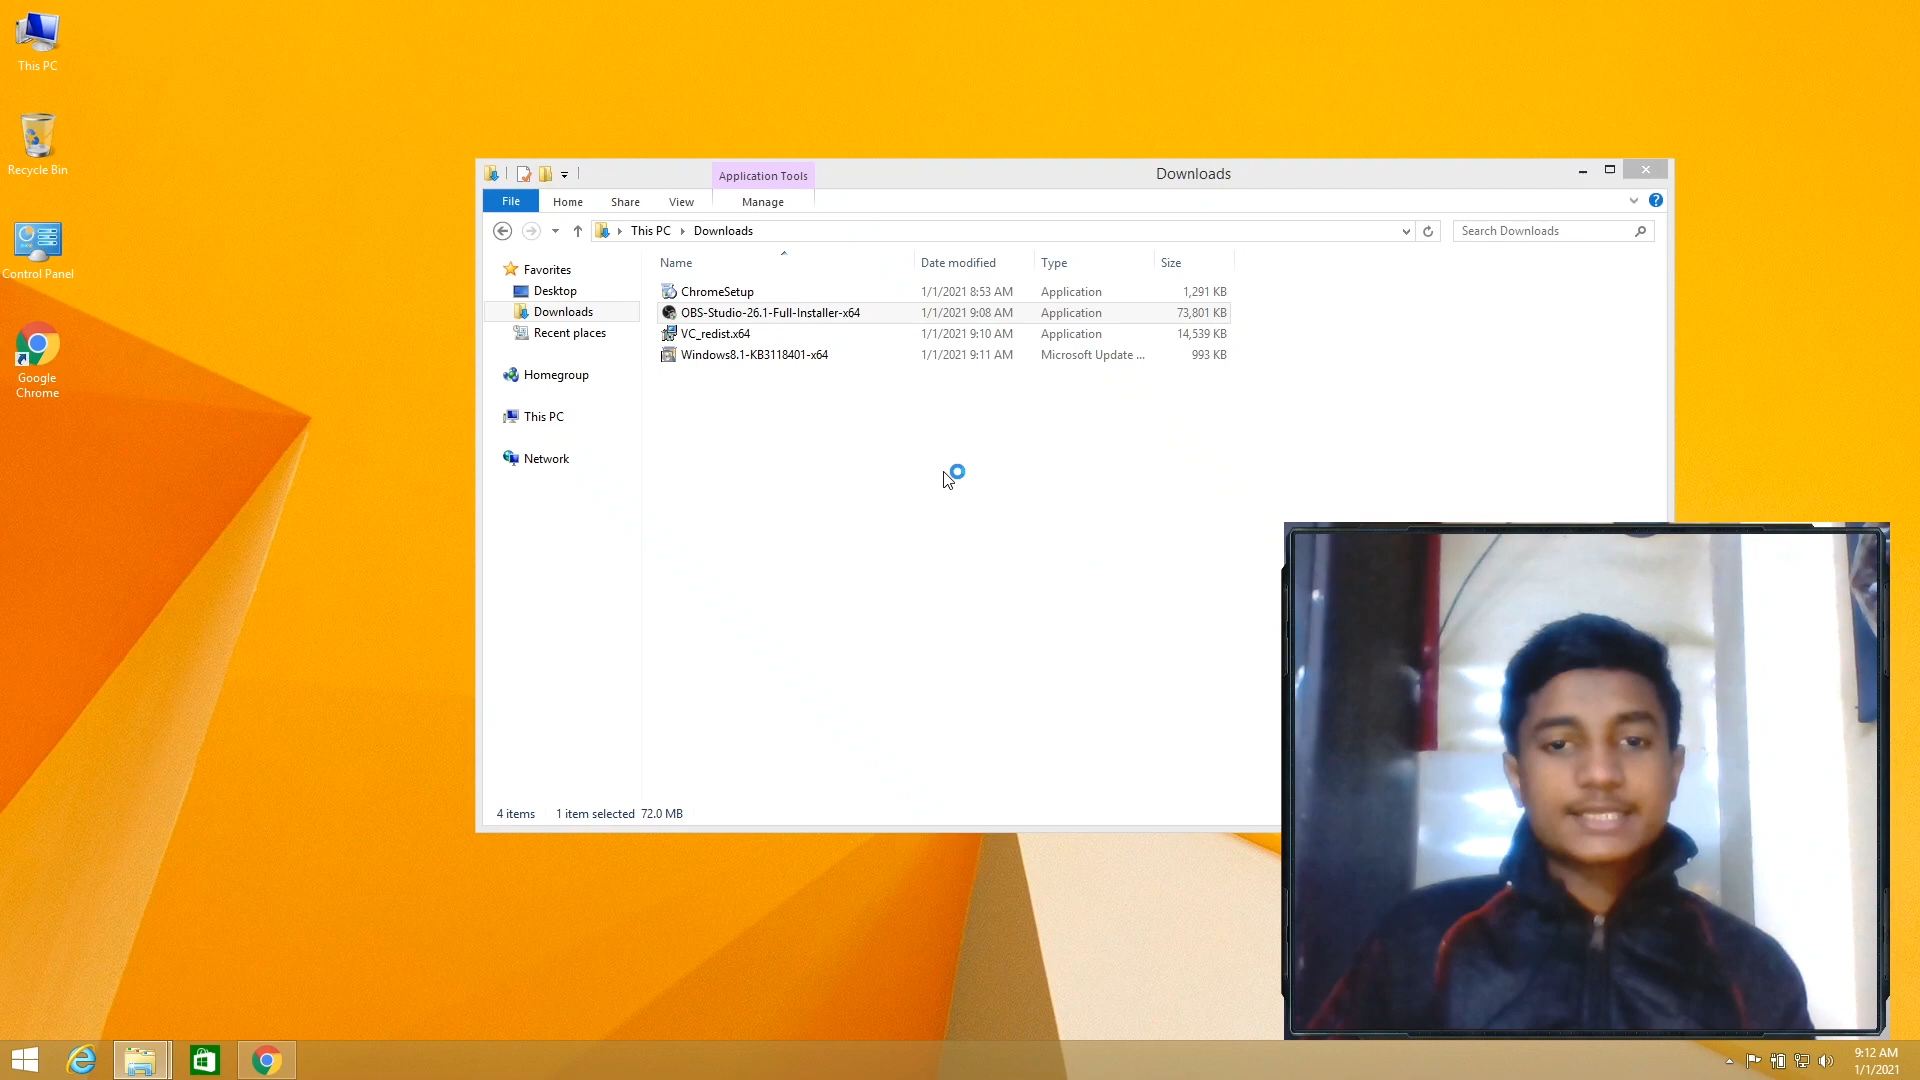 This PC
Recycle Bin
Control Panel
Google
Chrome
Application Tools
Downloads
File
Home
Share
View
Manage
This PC
Downloads
Search Downloads
Name
Date modified
Type
Size
Favorites
Desktop
Downloads
Recent places
Homegroup
This PC
Network
ChromeSetup 1/1/2021 8:53 AM Application 1,291 KB
OBS-Studio-26.1-Full-Installer-x64 1/1/2021 9:08 AM Application 73,801 KB
VC_redist.x64 1/1/2021 9:10 AM Application 14,539 KB
Windows8.1-KB3118401-x64 1/1/2021 9:11 AM Microsoft Update ... 993 KB
4 items 1 item selected 72.0 MB
9:12 AM
1/1/2021